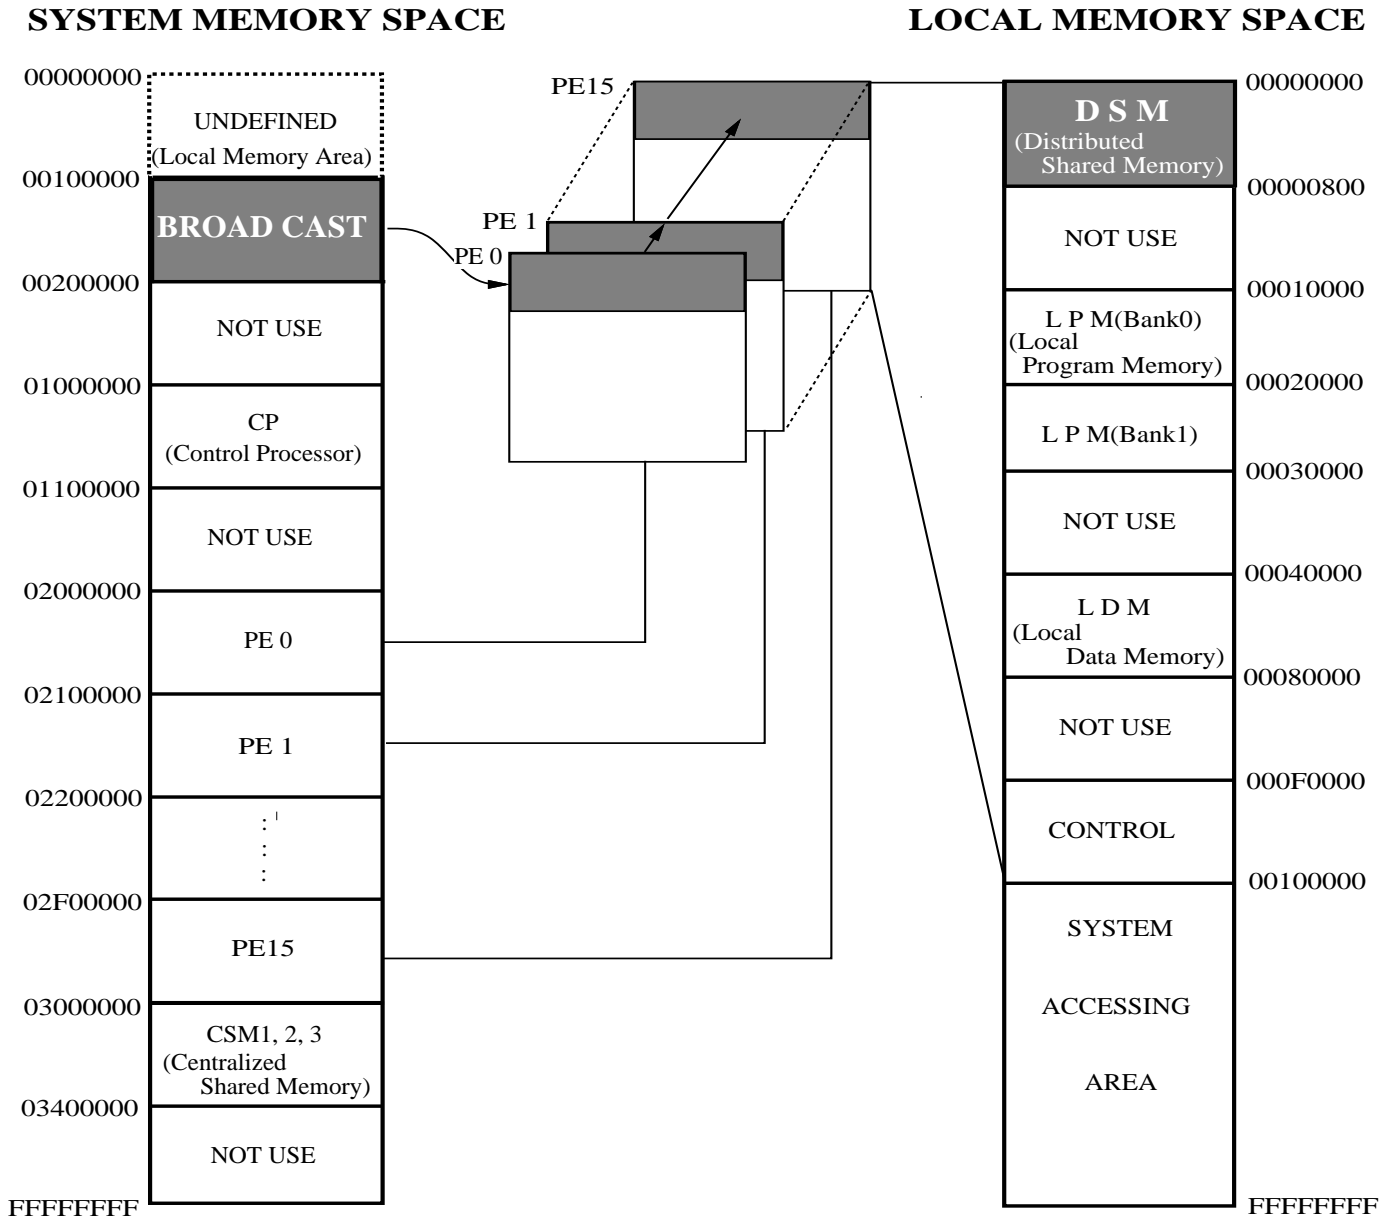 SYSTEM MEMORY SPACE
00000000
UNDEFINED
(Local Memory Area)
00100000
BROAD CAST
00200000
NOT USE
01000000
CP
(Control Processor)
01100000
NOT USE
02000000
PE 0
02100000
PE 1
02200000
02F00000
PE15
03000000
CSM1, 2, 3
(Centralized
Shared Memory)
03400000
NOT USE
FFFFFFFF
PE15
PE 1
PE 0
LOCAL MEMORY SPACE
00000000
D S M
(Distributed
Shared Memory)
00000800
NOT USE
00010000
L P M(Bank0)
(Local
Program Memory)
00020000
L P M(Bank1)
00030000
NOT USE
00040000
L D M
(Local
Data Memory)
00080000
NOT USE
000F0000
CONTROL
00100000
SYSTEM
ACCESSING
AREA
FFFFFFFF